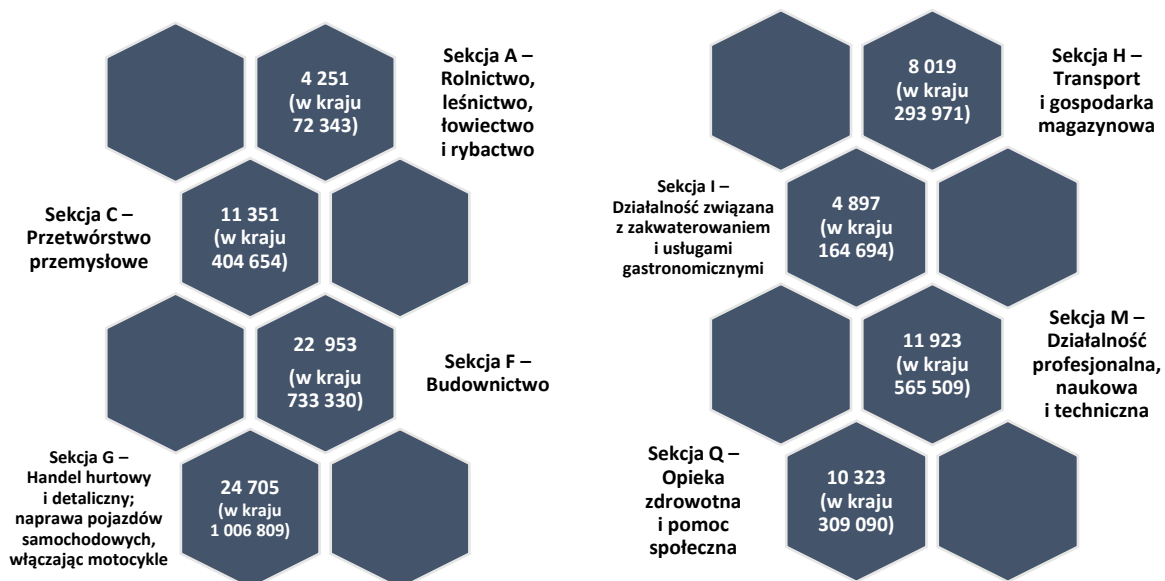 Sekcja A –
Rolnictwo,
leśnictwo,
łowiectwo
i rybactwo
4 251
(w kraju
72 343)
Sekcja C –
Przetwórstwo
przemysłowe
11 351
(w kraju
404 654)
22 953
(w kraju
733 330)
Sekcja F –
Budownictwo
Sekcja G –
Handel hurtowy
i detaliczny;
naprawa pojazdów
samochodowych,
włączając motocykle
24 705
(w kraju
1 006 809)
8 019
(w kraju
293 971)
Sekcja H –
Transport
i gospodarka
magazynowa
Sekcja I –
Działalność związana
z zakwaterowaniem
i usługami
gastronomicznymi
4 897
(w kraju
164 694)
11 923
(w kraju
565 509)
Sekcja M –
Działalność
profesjonalna,
naukowa
i techniczna
Sekcja Q –
Opieka
zdrowotna
i pomoc
społeczna
10 323
(w kraju
309 090)